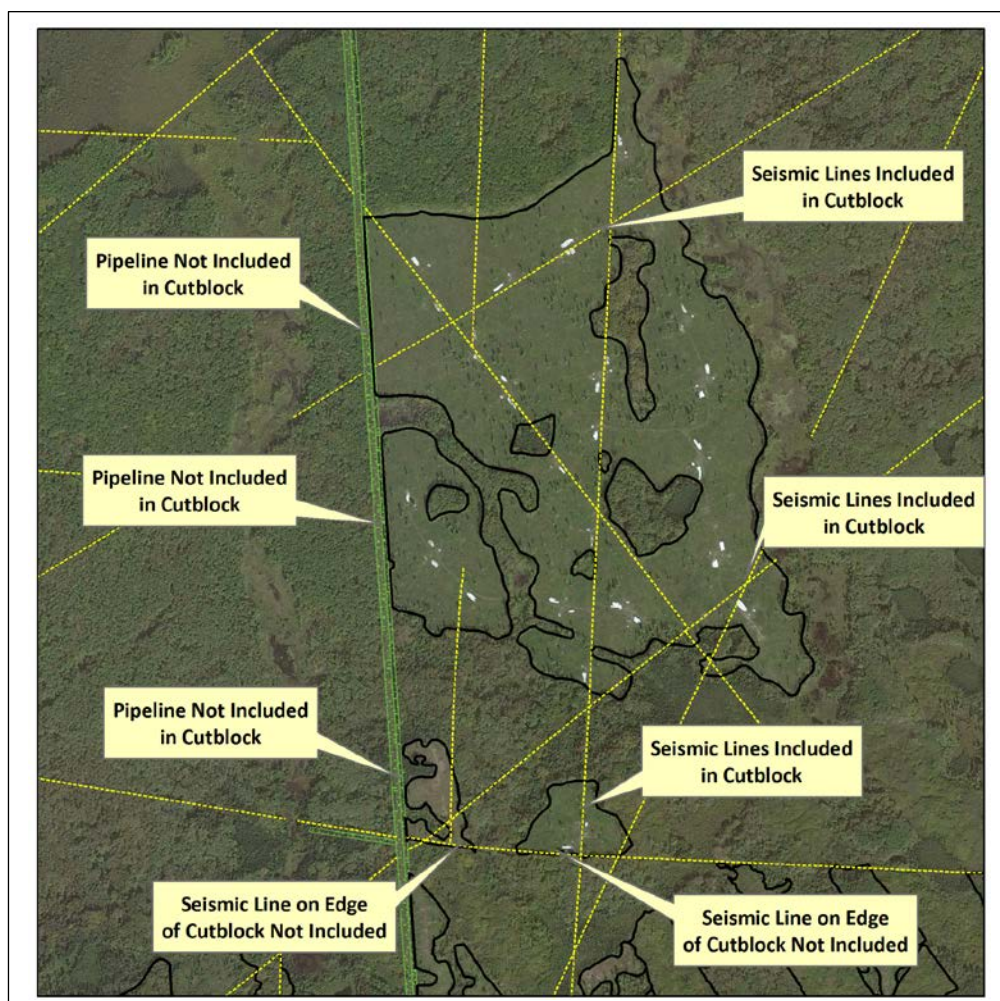 Seismic Lines Included
in Cutblock
Pipeline Not Included
in Cutblock
Pipeline Not Included
in Cutblock
Seismic Lines Included
in Cutblock
Pipeline Not Included
in Cutblock
Seismic Lines Included
in Cutblock
Seismic Line on Edge
of Cutblock Not Included
Seismic Line on Edge
of Cutblock Not Included